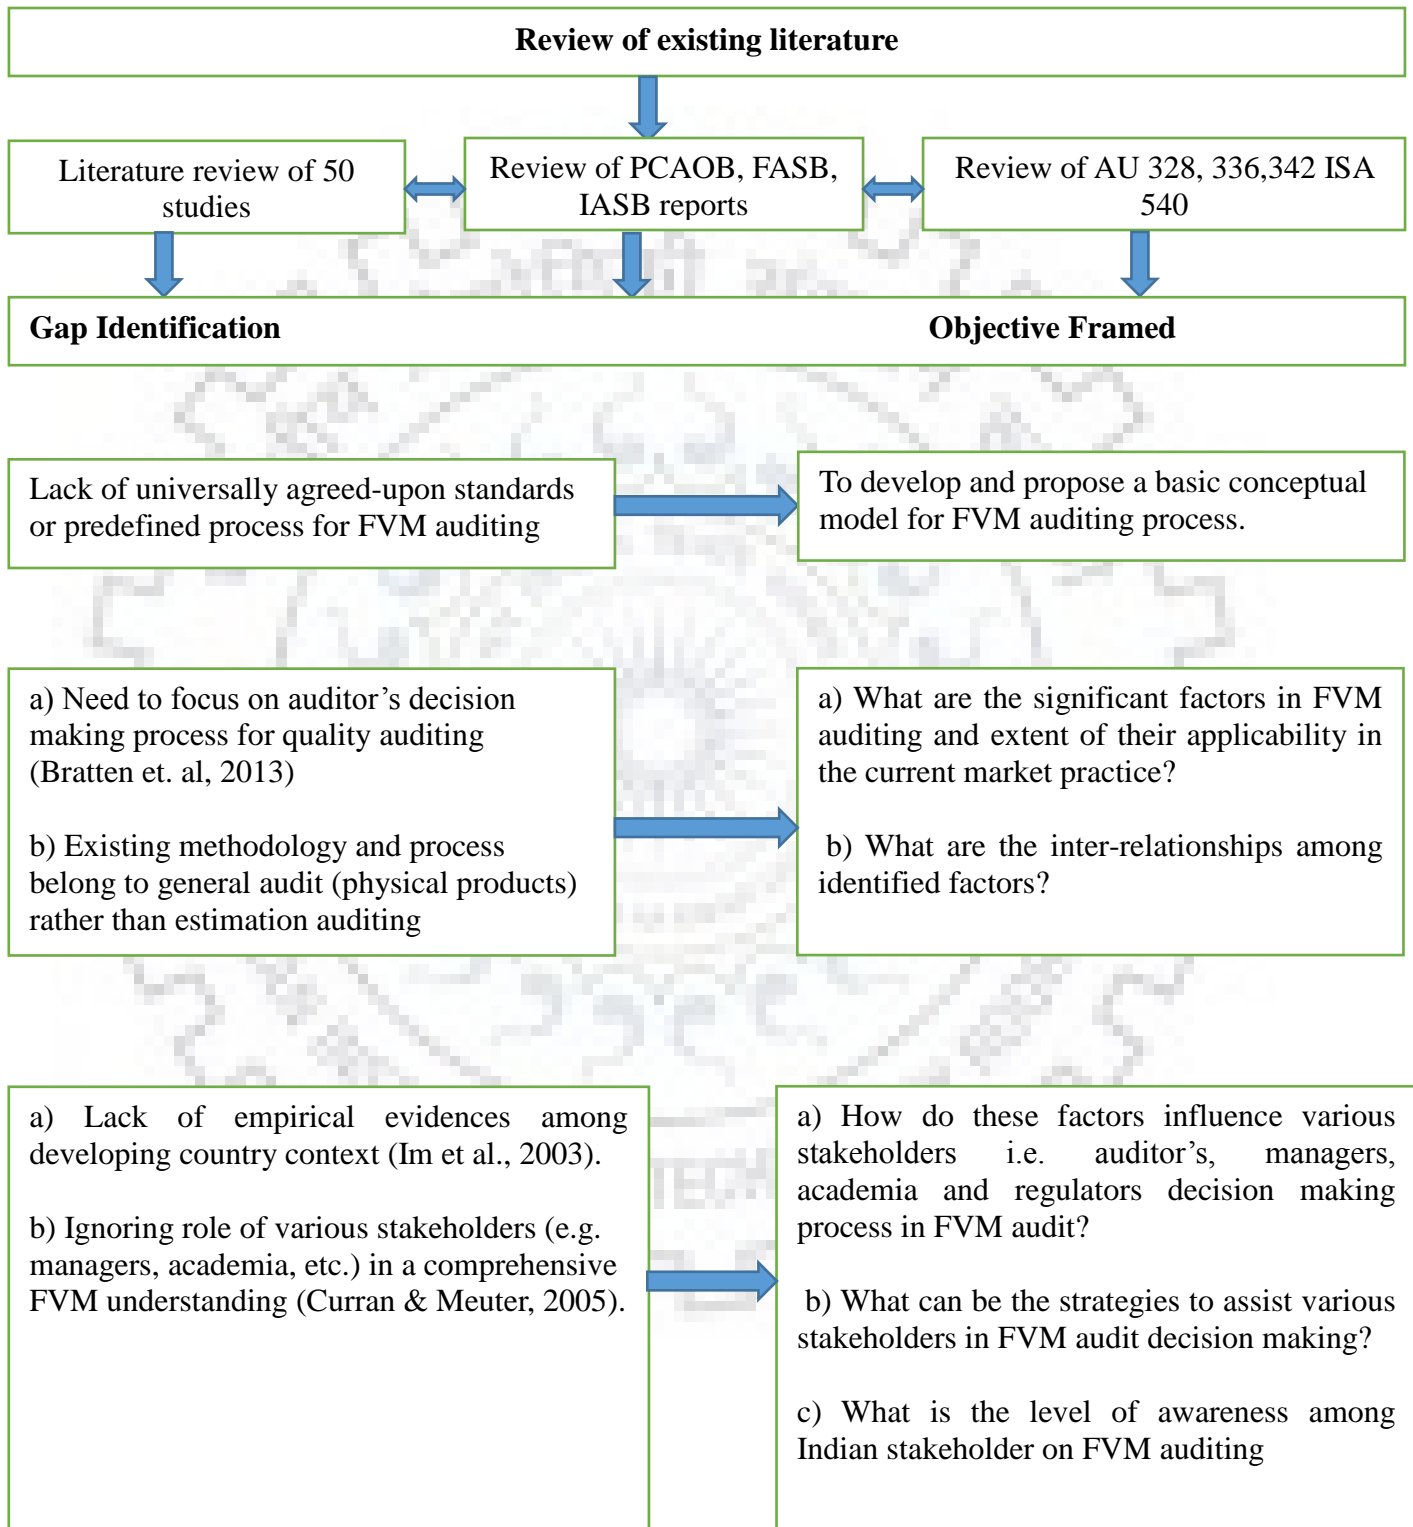 Review of existing literature
Literature review of 50
studies
Review of PCAOB, FASB,
IASB reports
Review of AU 328, 336,342 ISA
540
Gap Identification
Objective Framed
Lack of universally agreed-upon standards
or predefined process for FVM auditing
To develop and propose a basic conceptual
model for FVM auditing process.
a) Need to focus on auditor’s decision
making process for quality auditing
(Bratten et. al, 2013)
b) Existing methodology and process
belong to general audit (physical products)
rather than estimation auditing
a) What are the significant factors in FVM
auditing and extent of their applicability in
the current market practice?
b) What are the inter-relationships among
identified factors?
a) Lack of empirical evidences among
developing country context (Im et al., 2003).
b) Ignoring role of various stakeholders (e.g.
managers, academia, etc.) in a comprehensive
FVM understanding (Curran & Meuter, 2005).
a) How do these factors influence various
stakeholders i.e. auditor’s, managers,
academia and regulators decision making
process in FVM audit?
b) What can be the strategies to assist various
stakeholders in FVM audit decision making?
c) What is the level of awareness among
Indian stakeholder on FVM auditing